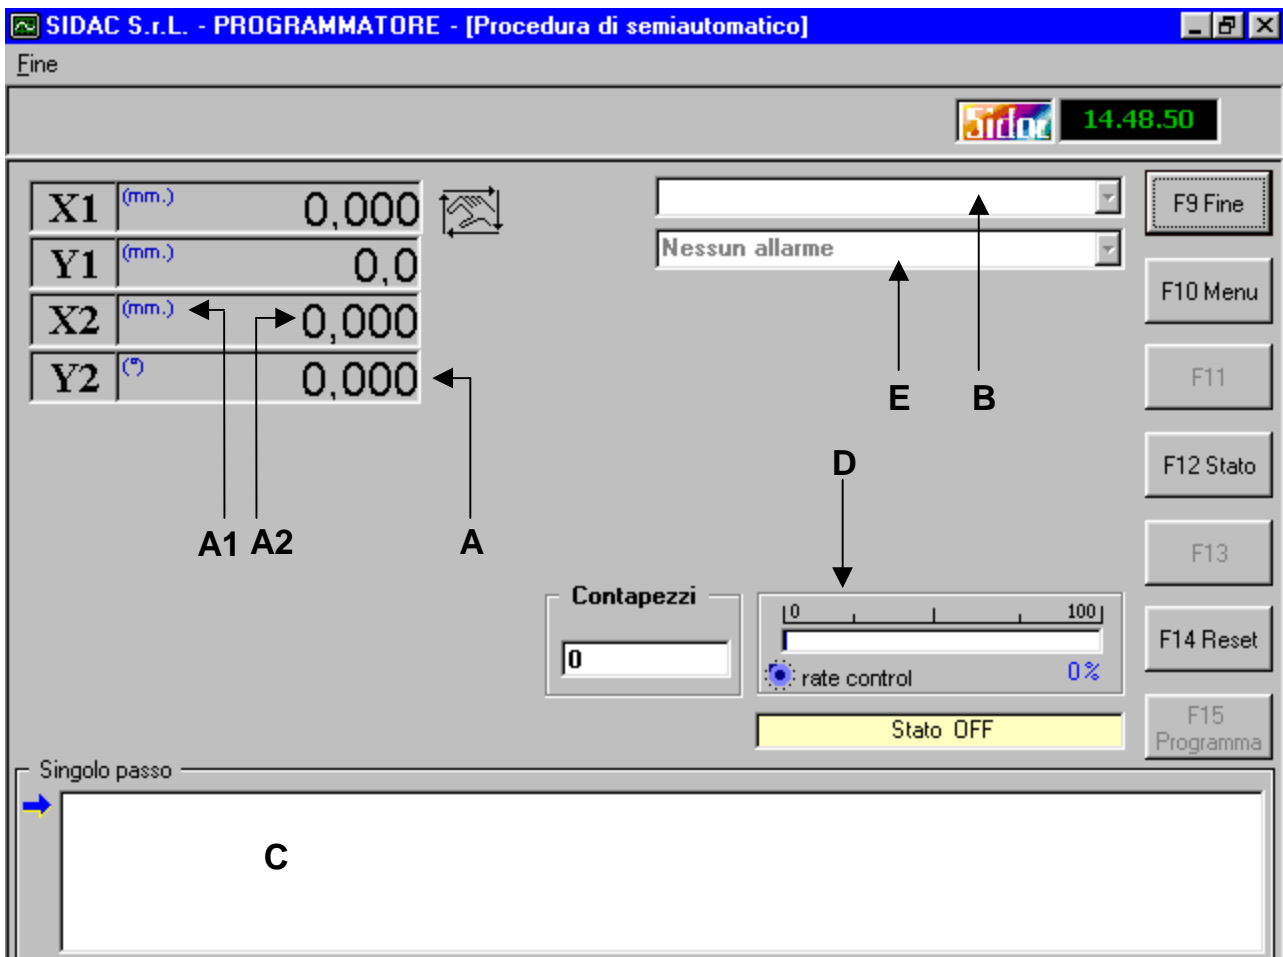 SIDAC S.r.L. - PROGRAMMATORE - [Procedura di semiautomatico]
Fine
Sidac 14.48.50
X1 (mm.) 0,000
Y1 (mm.) 0,0
X2 (mm.) 0,000
Y2 (°) 0,000
Nessun allarme
F9 Fine
F10 Menu
F11
F12 Stato
F13
F14 Reset
F15
Programma
E B
D
A1 A2 A
Contapezzi
0
0 100
rate control 0%
Stato OFF
Singolo passo
C